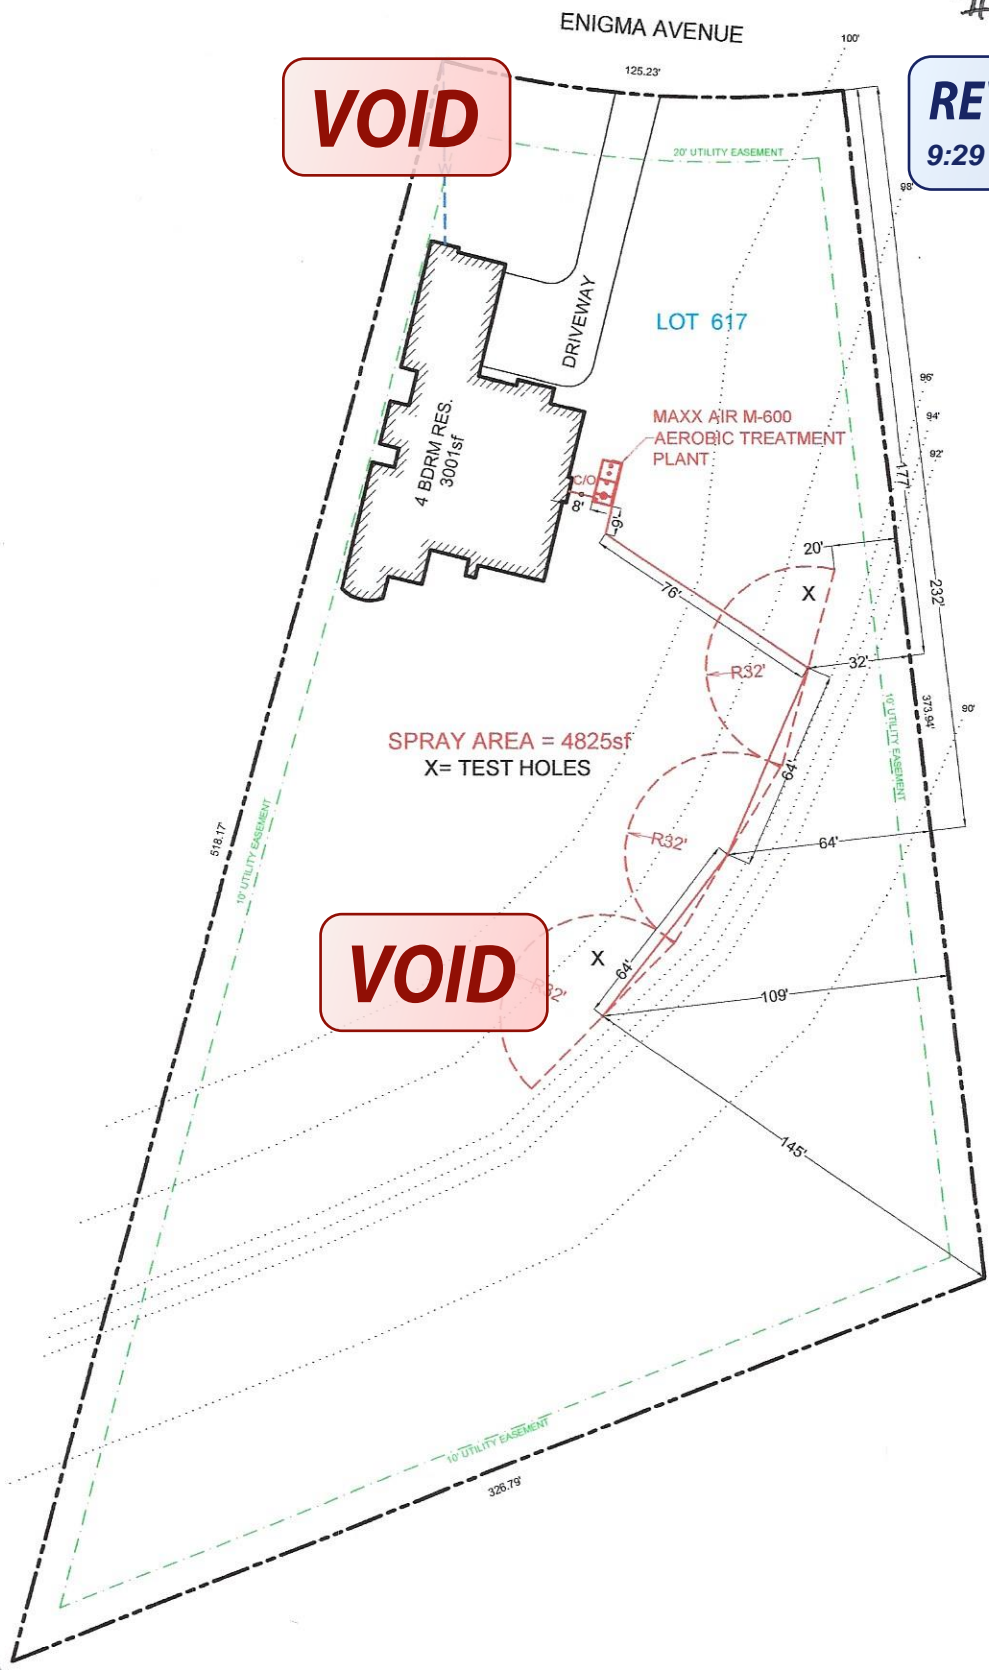 ENIGMA AVENUE
#
100'
125.23'
VOID
9:29
20' UTILITY EASEMENT
98'
DRIVEWAY
LOT 617
96'
94'
92'
MAXX AIR M-600
AEROBIC TREATMENT
PLANT
4 BDRM RES.
3001sf
C/O
8'
9'
177'
20'
X
76'
232'
R32'
32'
10' UTILITY EASEMENT
373.94'
90'
SPRAY AREA = 4825sf
X= TEST HOLES
64'
518.17'
10' UTILITY EASEMENT
R32'
64'
VOID
X
64'
R32'
109'
145'
10' UTILITY EASEMENT
326.79'